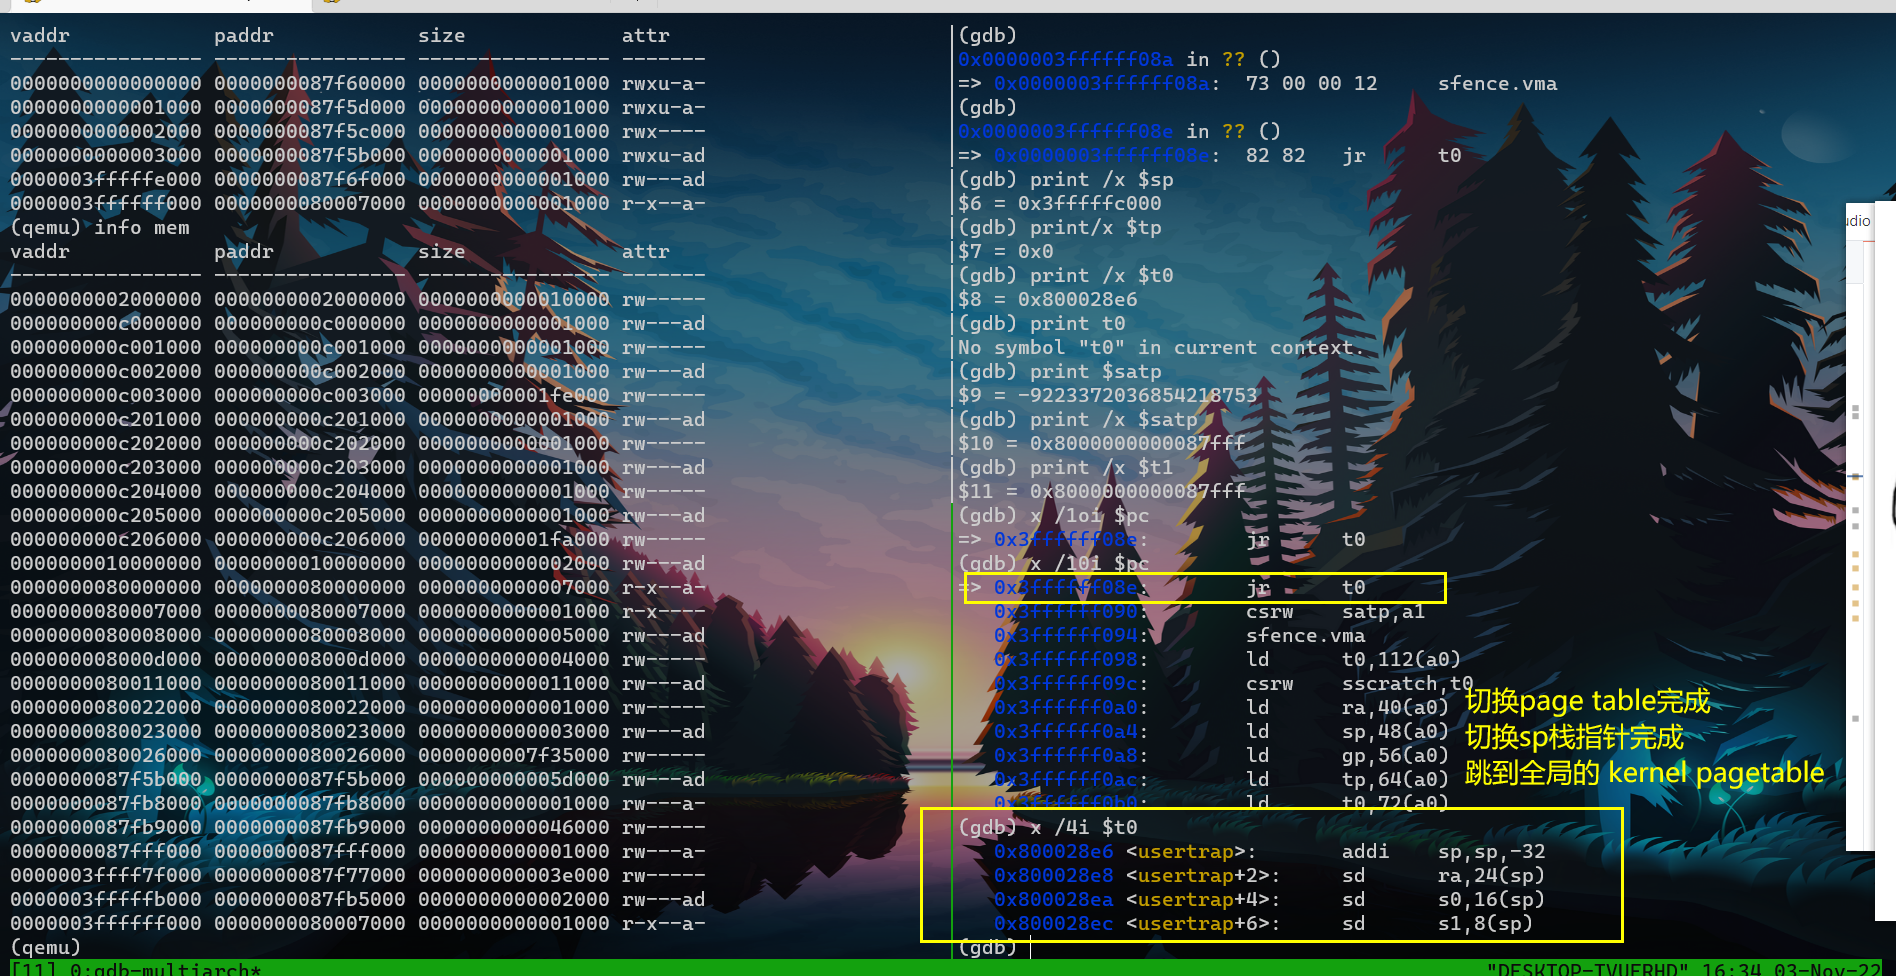 vaddr paddr size attr
---------------- ---------------- ---------------- -------
0000000000000000 0000000087f60000 0000000000001000 rwxu-a-
0000000000001000 0000000087f5d000 0000000000001000 rwxu-a-
0000000000002000 0000000087f5c000 0000000000001000 rwx----
0000000000003000 0000000087f5b000 0000000000001000 rwxu-ad
0000003fffffe000 0000000087f6f000 0000000000001000 rw---ad
0000003ffffff000 0000000080007000 0000000000001000 r-x--a-
(qemu) info mem
vaddr paddr size attr
---------------- ---------------- ---------------- -------
0000000002000000 0000000002000000 0000000000010000 rw-----
000000000c000000 000000000c000000 0000000000001000 rw---ad
000000000c001000 000000000c001000 0000000000001000 rw-----
000000000c002000 000000000c002000 0000000000001000 rw---ad
000000000c003000 000000000c003000 00000000001fe000 rw-----
000000000c201000 000000000c201000 0000000000001000 rw---ad
000000000c202000 000000000c202000 0000000000001000 rw-----
000000000c203000 000000000c203000 0000000000001000 rw---ad
000000000c204000 000000000c204000 0000000000001000 rw-----
000000000c205000 000000000c205000 0000000000001000 rw---ad
000000000c206000 000000000c206000 00000000001fa000 rw-----
0000000010000000 0000000010000000 0000000000002000 rw---ad
0000000080000000 0000000080000000 0000000000007000 r-x--a-
0000000080007000 0000000080007000 0000000000001000 r-x----
0000000080008000 0000000080008000 0000000000005000 rw---ad
000000008000d000 000000008000d000 0000000000004000 rw-----
0000000080011000 0000000080011000 0000000000011000 rw---ad
0000000080022000 0000000080022000 0000000000001000 rw-----
0000000080023000 0000000080023000 0000000000003000 rw---ad
0000000080026000 0000000080026000 0000000007f35000 rw-----
0000000087f5b000 0000000087f5b000 000000000005d000 rw---ad
0000000087fb8000 0000000087fb8000 0000000000001000 rw---a-
0000000087fb9000 0000000087fb9000 0000000000046000 rw-----
0000000087fff000 0000000087fff000 0000000000001000 rw---a-
0000003ffff7f000 0000000087f77000 000000000003e000 rw-----
0000003fffffb000 0000000087fb5000 0000000000002000 rw---ad
0000003ffffff000 0000000080007000 0000000000001000 r-x--a-
(qemu)
(gdb)
0x0000003ffffff08a in ?? ()
=> 0x0000003ffffff08a: 73 00 00 12 sfence.vma
(gdb)
0x0000003ffffff08e in ?? ()
=> 0x0000003ffffff08e: 82 82 jr t0
(gdb) print /x $sp
$6 = 0x3fffffc000
(gdb) print/x $tp
$7 = 0x0
(gdb) print /x $t0
$8 = 0x800028e6
(gdb) print t0
No symbol "t0" in current context.
(gdb) print $satp
$9 = -9223372036854218753
(gdb) print /x $satp
$10 = 0x8000000000087fff
(gdb) print /x $t1
$11 = 0x8000000000087fff
(gdb) x /1oi $pc
=> 0x3ffffff08e: jr t0
(gdb) x /10i $pc
=> 0x3ffffff08e: jr t0
0x3ffffff090: csrw satp,a1
0x3ffffff094: sfence.vma
0x3ffffff098: ld t0,112(a0)
0x3ffffff09c: csrw sscratch,t0
0x3ffffff0a0: ld ra,40(a0)
0x3ffffff0a4: ld sp,48(a0)
0x3ffffff0a8: ld gp,56(a0)
0x3ffffff0ac: ld tp,64(a0)
0x3ffffff0b0: ld t0,72(a0)
切换page table完成
切换sp栈指针完成
跳到全局的 kernel pagetable
(gdb) x /4i $t0
0x800028e6 <usertrap>: addi sp,sp,-32
0x800028e8 <usertrap+2>: sd ra,24(sp)
0x800028ea <usertrap+4>: sd s0,16(sp)
0x800028ec <usertrap+6>: sd s1,8(sp)
(gdb)
[11] 0:gdb-multiarch* "DESKTOP-TVUERHD" 16:34 03-Nov-22